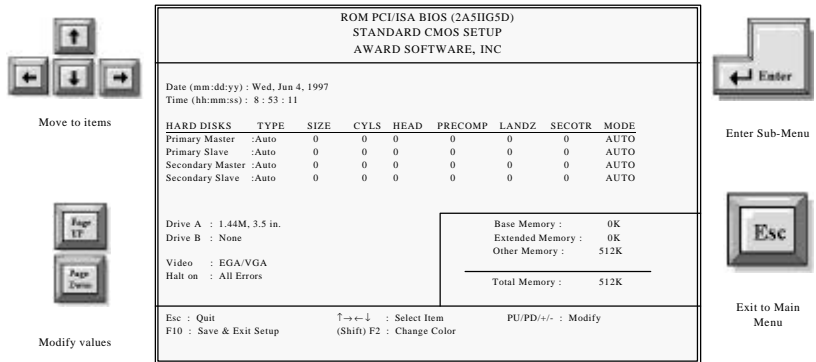 ROM PCI/ISA BIOS (2A5IIG5D)
STANDARD CMOS SETUP
AWARD SOFTWARE, INC
Date (mm:dd:yy) : Wed, Jun 4, 1997
Time (hh:mm:ss) : 8 : 53 : 11
HARD DISKS TYPE SIZE CYLS HEAD PRECOMP LANDZ SECOTR MODE
Primary Master :Auto 0 0 0 0 0 0 AUTO
Primary Slave :Auto 0 0 0 0 0 0 AUTO
Secondary Master :Auto 0 0 0 0 0 0 AUTO
Secondary Slave :Auto 0 0 0 0 0 0 AUTO
Drive A : 1.44M, 3.5 in.
Drive B : None
Video : EGA/VGA
Halt on : All Errors
Base Memory : 0K
Extended Memory : 0K
Other Memory : 512K
Total Memory : 512K
Esc : Quit ↑→←↓ : Select Item PU/PD/+/- : Modify
F10 : Save & Exit Setup (Shift) F2 : Change Color
Move to items
Page
UP
Page
Down
Modify values
Enter
Enter Sub-Menu
Esc
Exit to Main
Menu